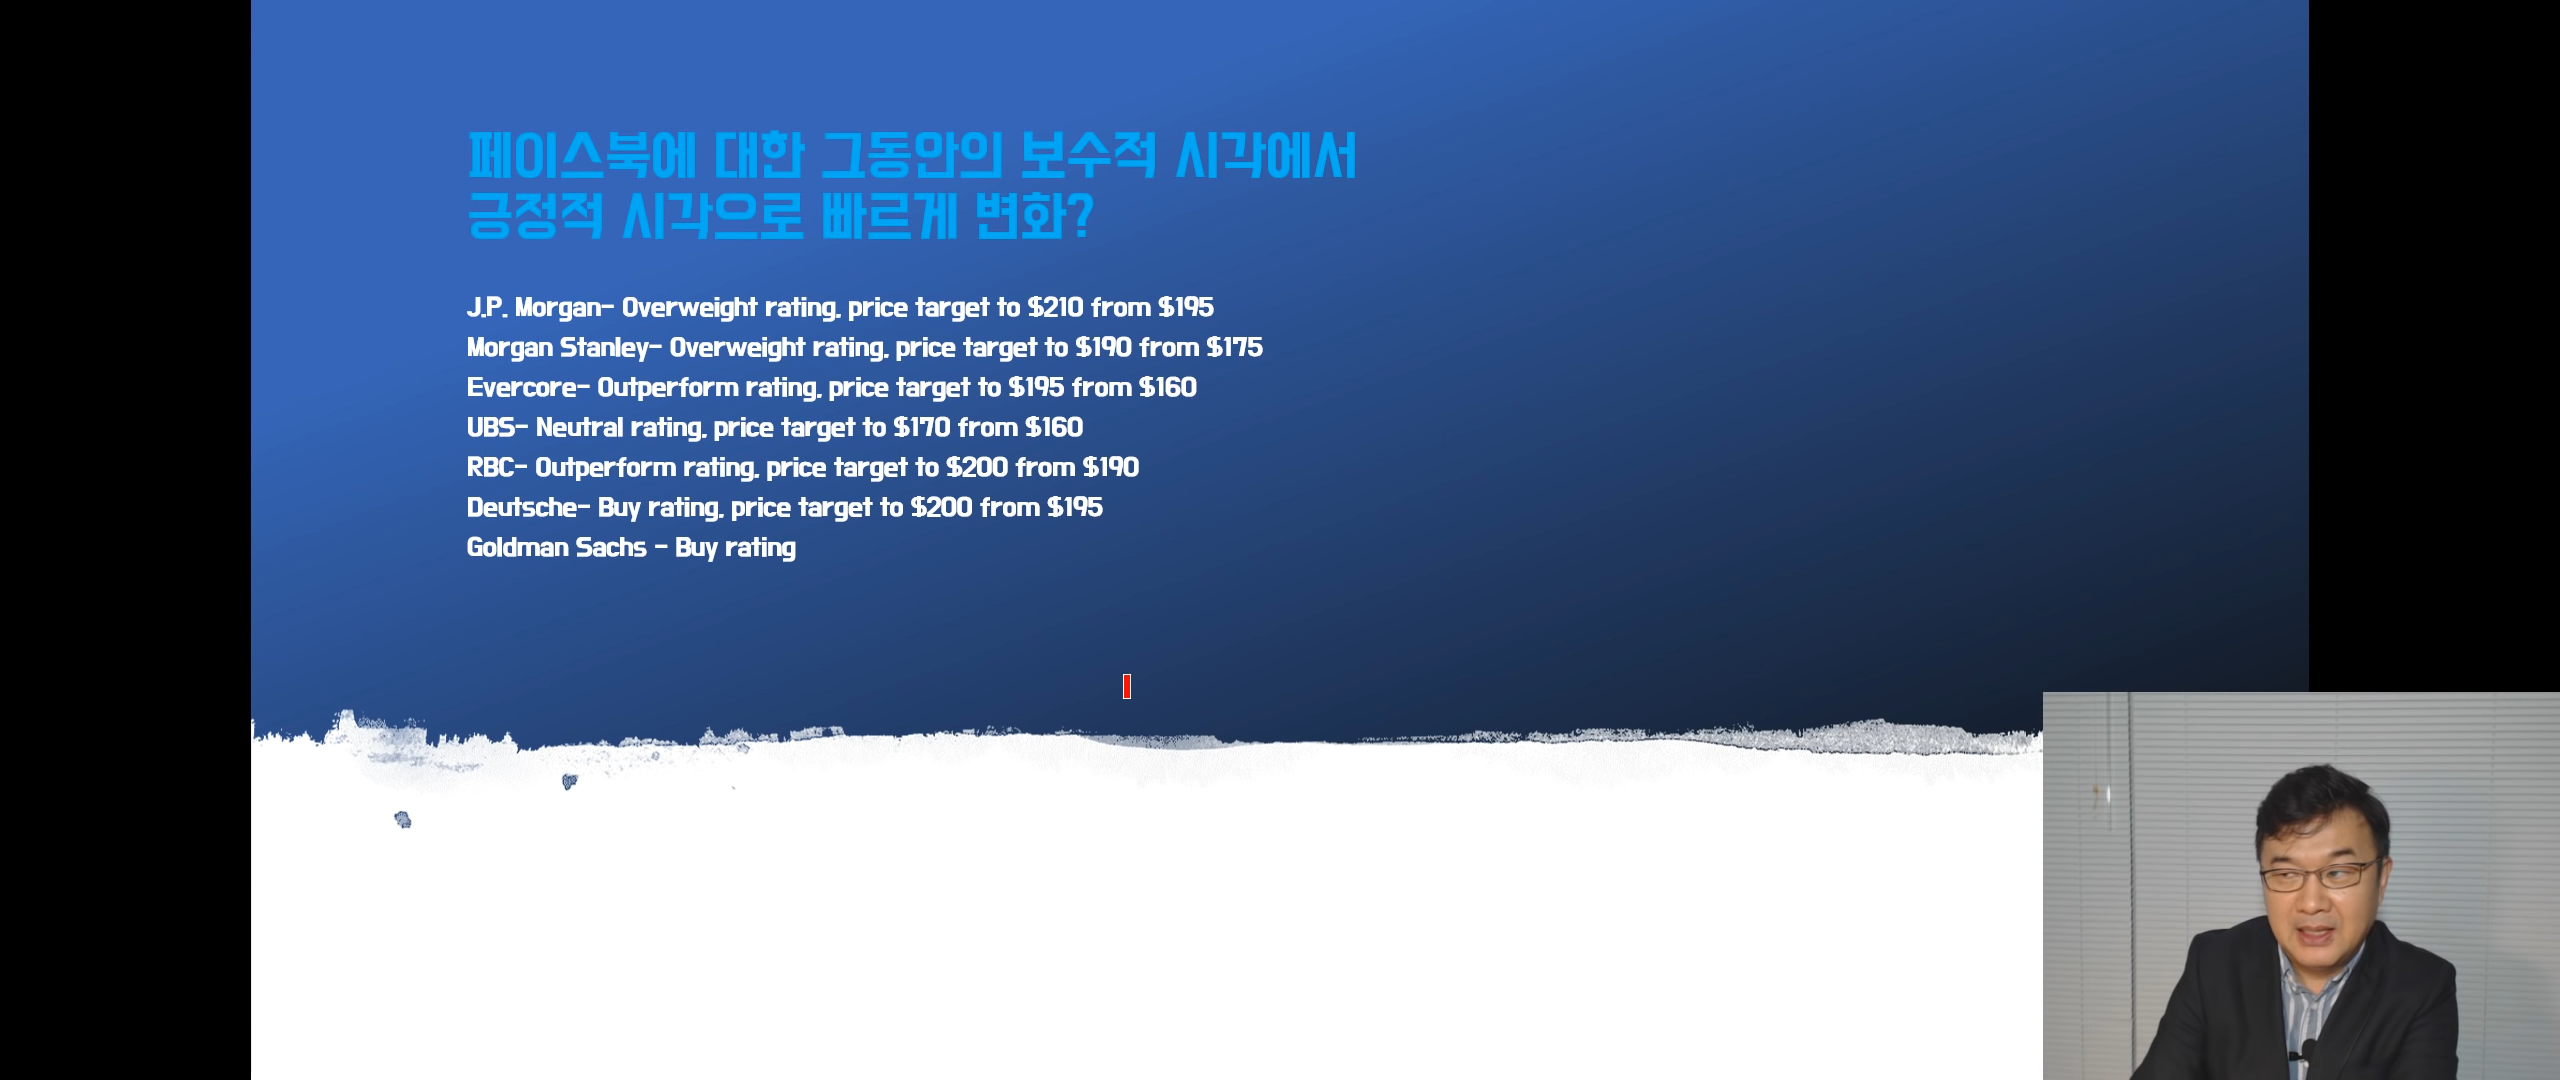 페이스북에 대한 그동안의 보수적 시각에서
긍정적 시각으로 빠르게 변화?
J.P. Morgan- Overweight rating, price target to $210 from $195
Morgan Stanley- Overweight rating, price target to $190 from $175
Evercore- Outperform rating, price target to $195 from $160
UBS- Neutral rating, price target to $170 from $160
RBC- Outperform rating, price target to $200 from $190
Deutsche- Buy rating, price target to $200 from $195
Goldman Sachs - Buy rating